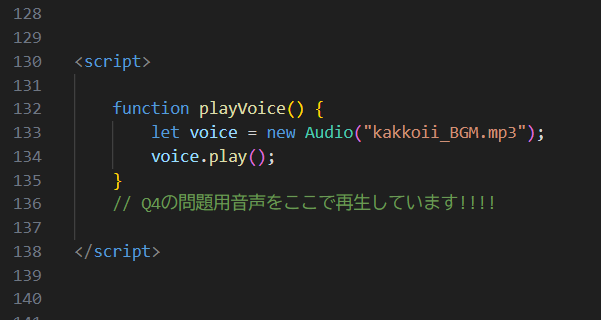 128
129
130 <script>
131
132 function playVoice() {
133 let voice = new Audio("kakkoii_BGM.mp3");
134 voice.play();
135 }
136 // Q4の問題用音声をここで再生しています!!!!
137
138 </script>
139
140
141